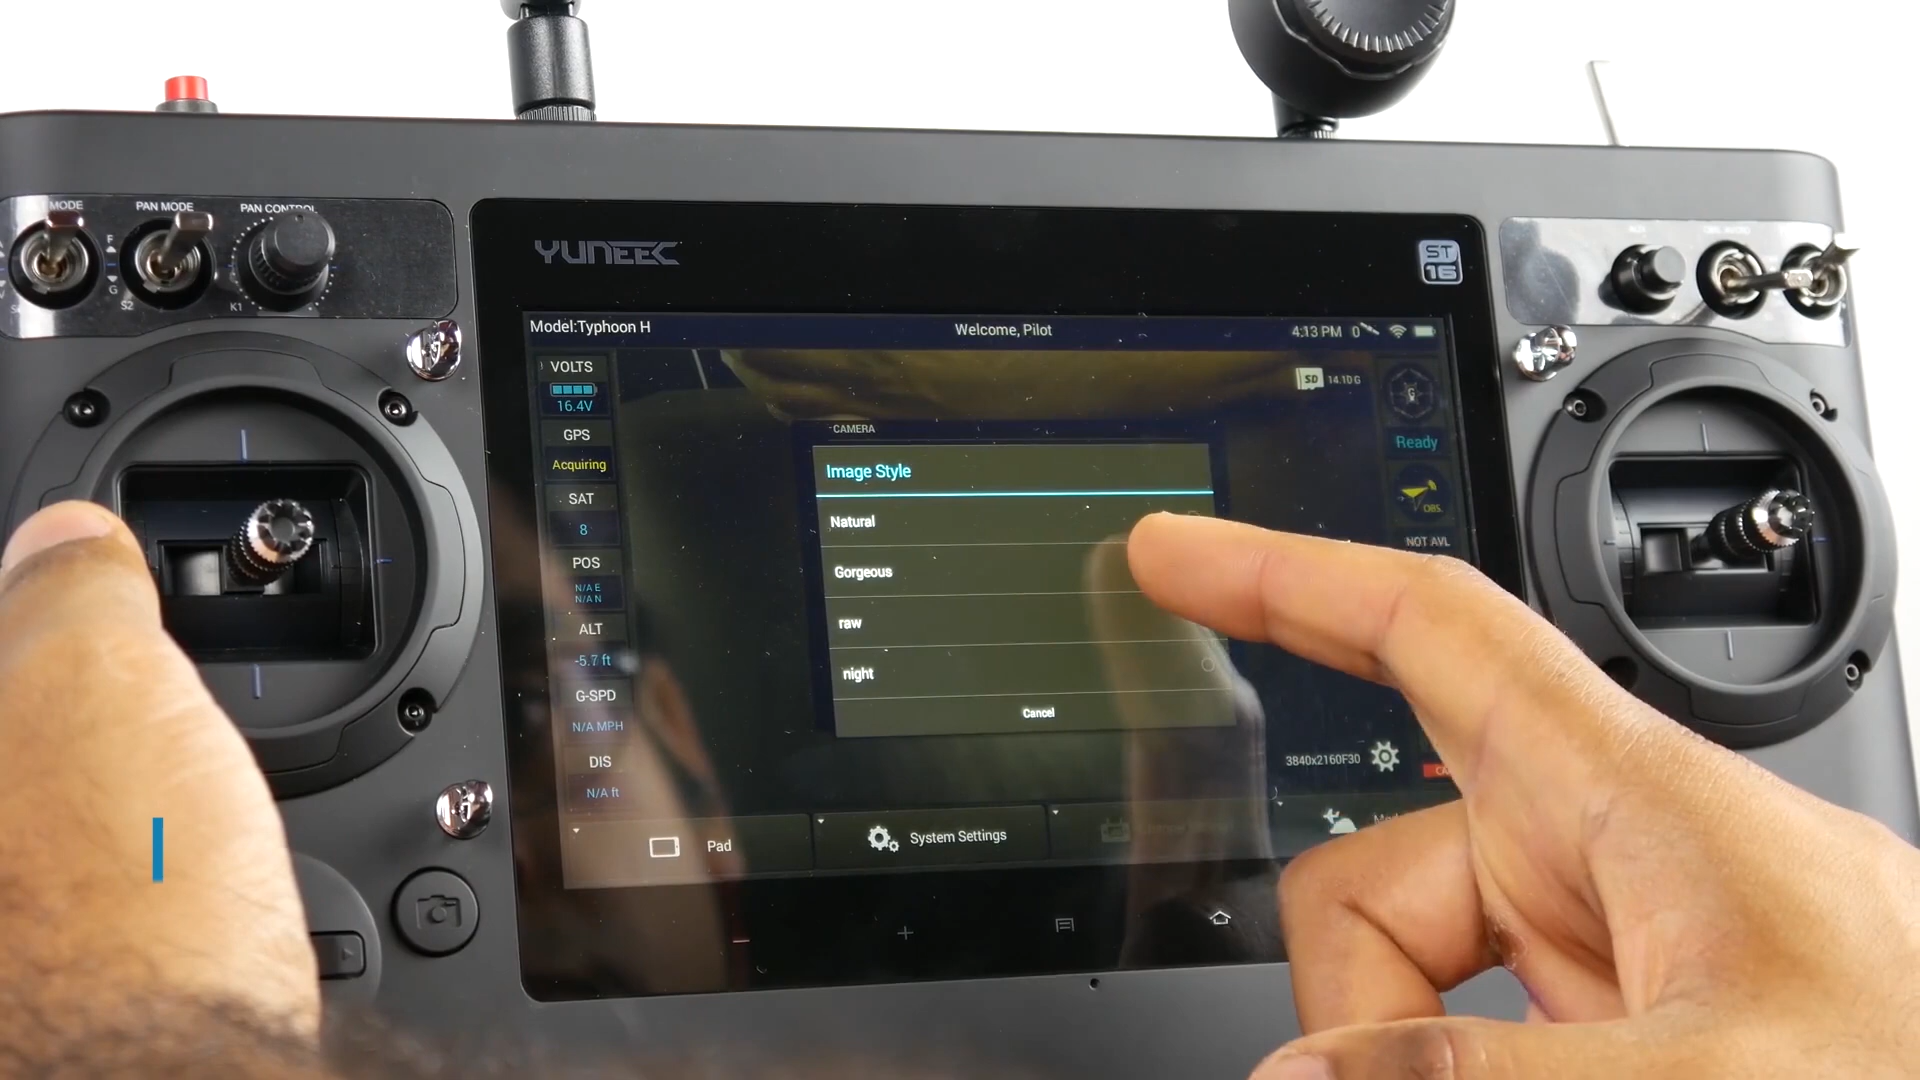 MODE
PAN MODE
PAN CONTROL
F
G
S2
K1
YUNEEC
ST
16
Model:Typhoon H
Welcome, Pilot
4:13 PM 0
VOLTS
16.4V
GPS
Acquiring
SAT
8
POS
N/A E
N/A N
ALT
-5.7 ft
G-SPD
N/A MPH
DIS
N/A ft
SD 14.1D G
G
Ready
OBS.
NOT AVL
CAMERA
Image Style
Natural
Gorgeous
raw
night
Cancel
3840x2160F30
Pad
System Settings